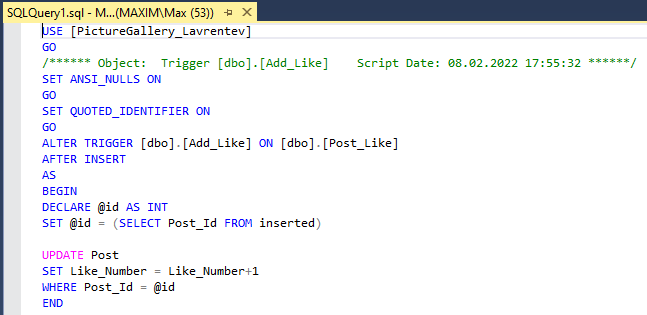 SQLQuery1.sql - M...(MAXIM\Max (53))
USE [PictureGallery_Lavrentev]
GO
/****** Object:  Trigger [dbo].[Add_Like]    Script Date: 08.02.2022 17:55:32 ******/
SET ANSI_NULLS ON
GO
SET QUOTED_IDENTIFIER ON
GO
ALTER TRIGGER [dbo].[Add_Like] ON [dbo].[Post_Like]
AFTER INSERT
AS
BEGIN
DECLARE @id AS INT
SET @id = (SELECT Post_Id FROM inserted)
UPDATE Post
SET Like_Number = Like_Number+1
WHERE Post_Id = @id
END